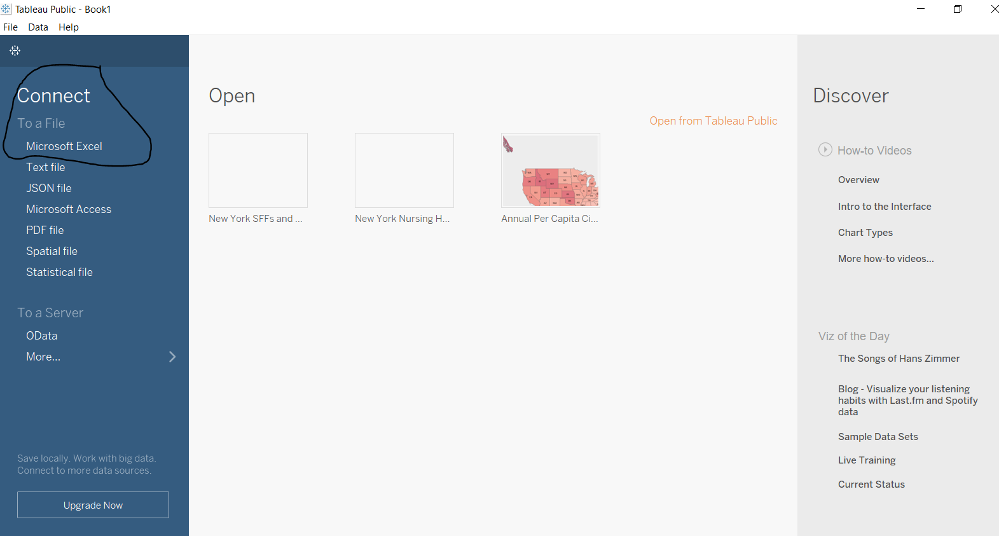 Tableau Public - Book1
File Data Help
Connect
To a File
Microsoft Excel
Text file
JSON file
Microsoft Access
PDF file
Spatial file
Statistical file
To a Server
OData
More...
Save locally. Work with big data.
Connect to more data sources.
Upgrade Now
Open
Open from Tableau Public
New York SFFs and ...
New York Nursing H...
Annual Per Capita Ci...
Discover
How-to Videos
Overview
Intro to the Interface
Chart Types
More how-to videos...
Viz of the Day
The Songs of Hans Zimmer
Blog - Visualize your listening
habits with Last.fm and Spotify
data
Sample Data Sets
Live Training
Current Status